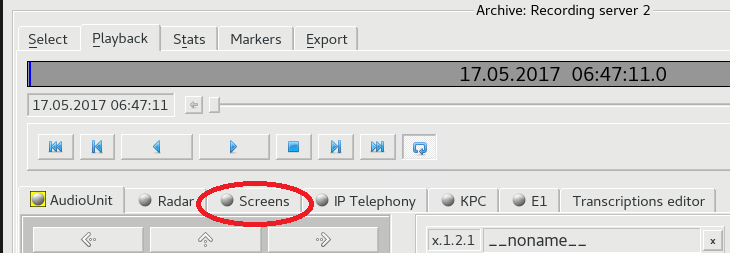 Archive: Recording server 2
Select Playback Stats Markers Export
17.05.2017 06:47:11.0
17.05.2017 06:47:11
AudioUnit Radar Screens IP Telephony KPC E1 Transcriptions editor
x.1.2.1 __noname__ x